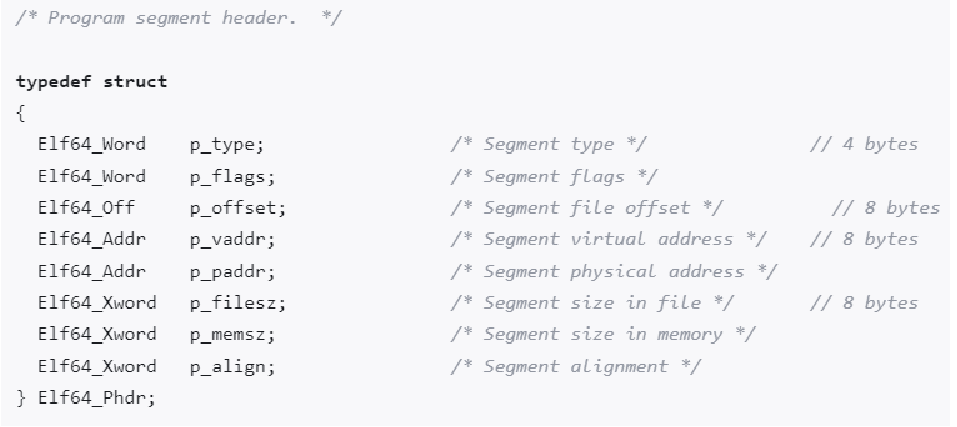 /* Program segment header.  */
typedef struct
{
  Elf64_Word    p_type;                 /* Segment type */               // 4 bytes
  Elf64_Word    p_flags;                /* Segment flags */
  Elf64_Off     p_offset;               /* Segment file offset */          // 8 bytes
  Elf64_Addr    p_vaddr;                /* Segment virtual address */    // 8 bytes
  Elf64_Addr    p_paddr;                /* Segment physical address */
  Elf64_Xword   p_filesz;               /* Segment size in file */       // 8 bytes
  Elf64_Xword   p_memsz;                /* Segment size in memory */
  Elf64_Xword   p_align;                /* Segment alignment */
} Elf64_Phdr;